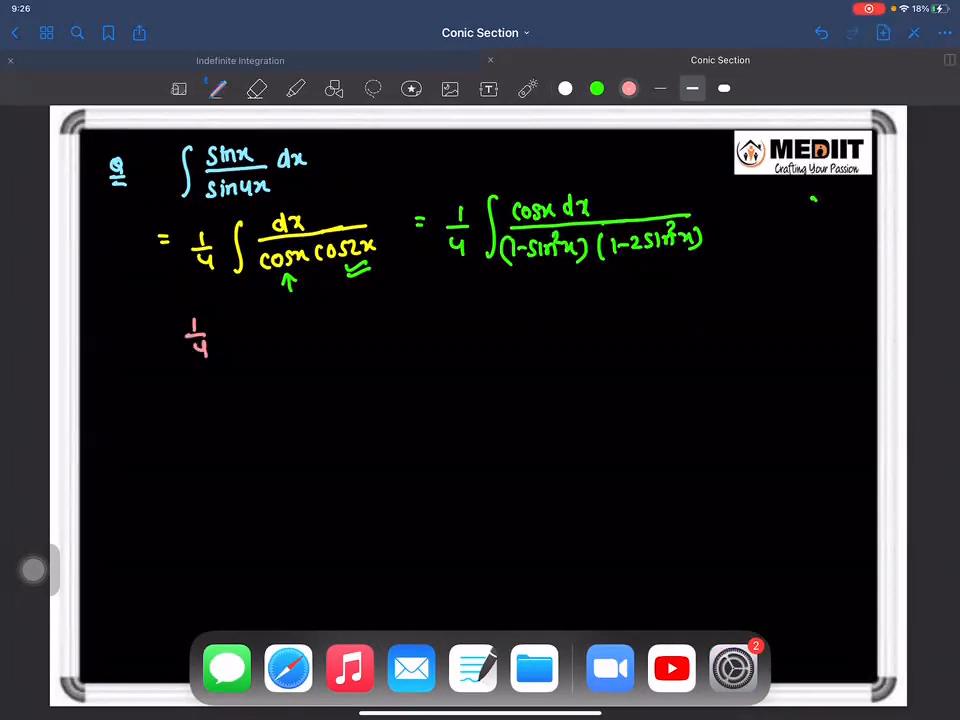 9:26
18%
Conic Section
Indefinite Integration
Conic Section
T
MEDIIT
Crafting Your Passion
Q ∫ sinx/sin4x dx
= 1/4 ∫ dx/cosx cos2x = 1/4 ∫ cosx dx/(1-sin²x)(1-2sin²x)
1/4
2